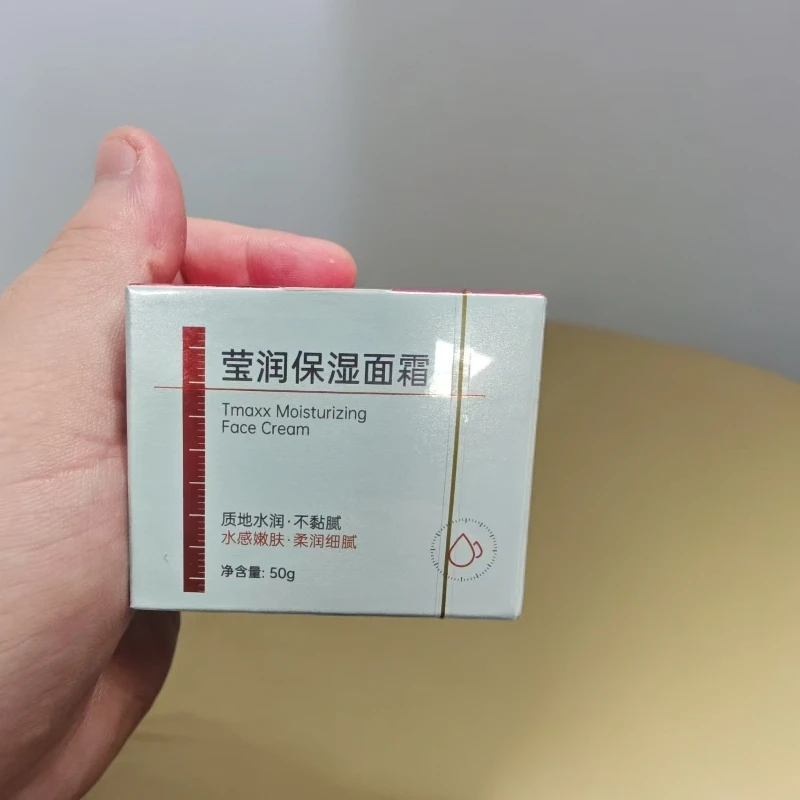 莹润保湿面霜
Tmaxx Moisturizing
Face Cream
质地水润·不黏腻
水感嫩肤·柔润细腻
净含量: 50g